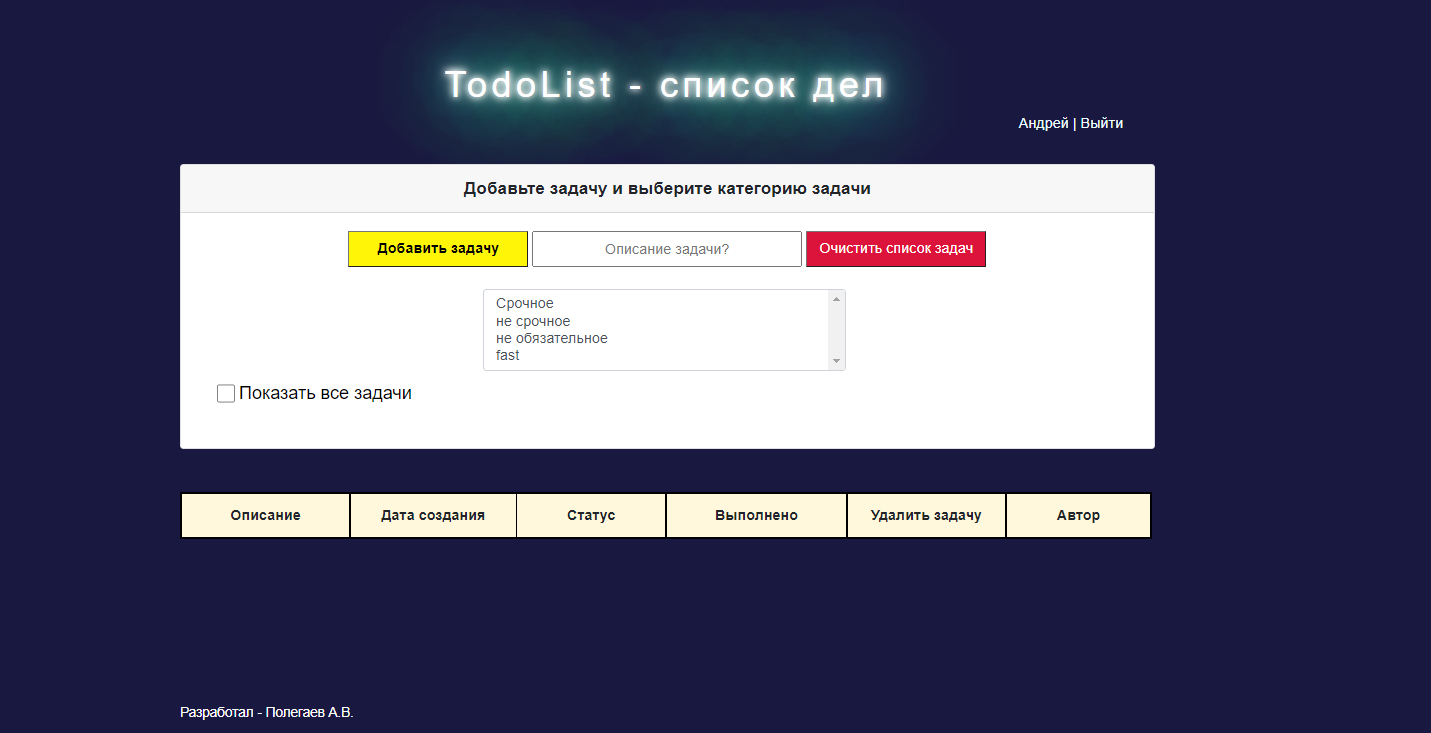 TodoList - список дел
Андрей | Выйти
Добавьте задачу и выберите категорию задачи
Добавить задачу Описание задачи? Очистить список задач
Срочное
не срочное
не обязательное
fast
Показать все задачи
Описание Дата создания Статус Выполнено Удалить задачу Автор
Разработал - Полегаев А.В.